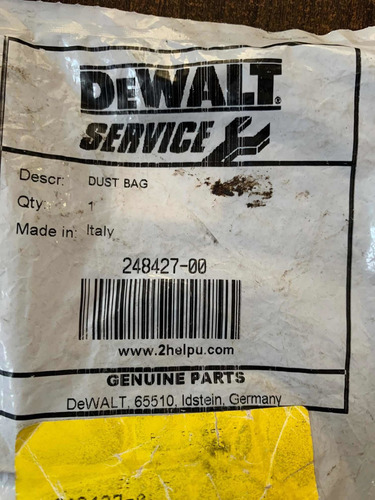 DEWALT®
SERVICE
Descr: DUST BAG
Qty: 1
Made in: Italy
248427-00
www.2helpu.com
GENUINE PARTS
DeWALT, 65510, Idstein, Germany